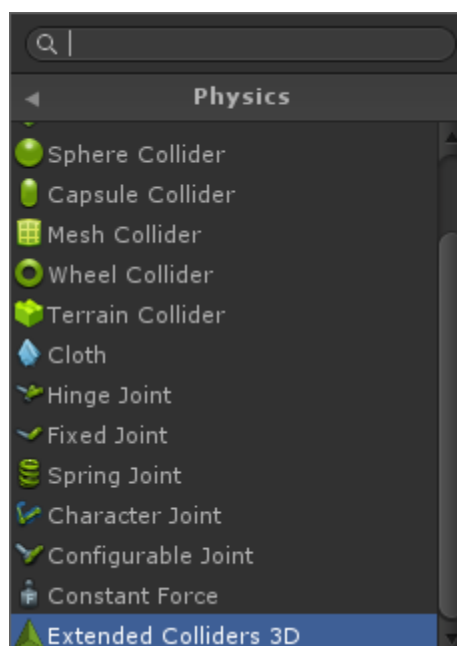 Physics
Sphere Collider
Capsule Collider
Mesh Collider
Wheel Collider
Terrain Collider
Cloth
Hinge Joint
Fixed Joint
Spring Joint
Character Joint
Configurable Joint
Constant Force
Extended Colliders 3D